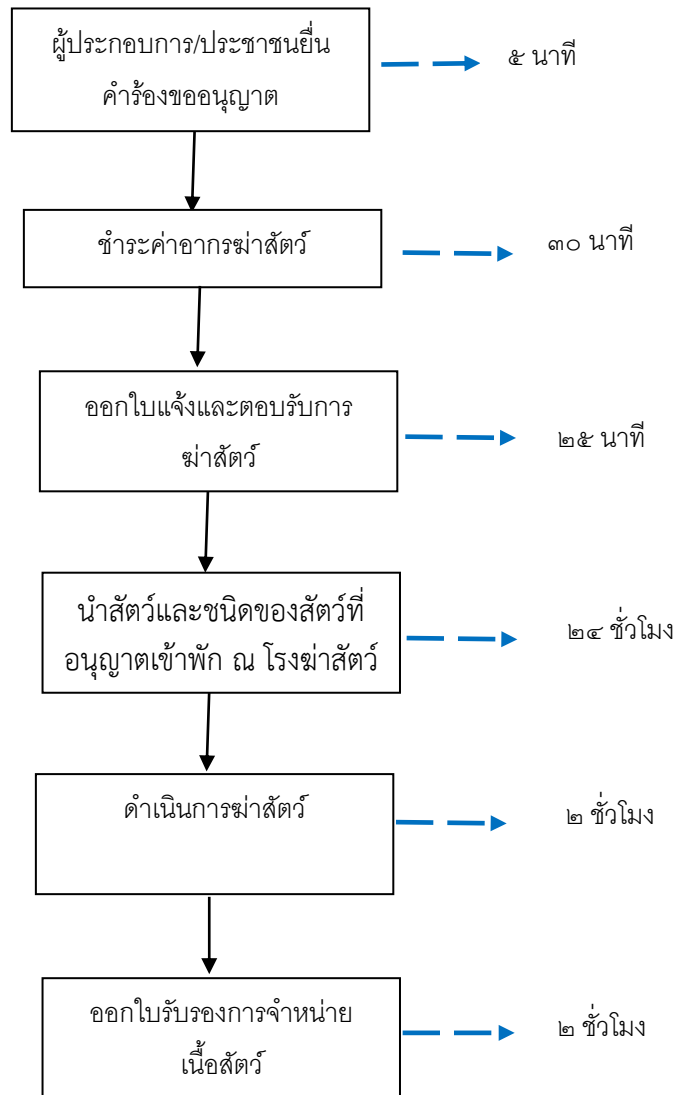 ผู้ประกอบการ/ประชาชนยื่น
คำร้องขออนุญาต
๕ นาที
ชำระค่าอากรฆ่าสัตว์
๓๐ นาที
ออกใบแจ้งและตอบรับการ
ฆ่าสัตว์
๒๕ นาที
นำสัตว์และชนิดของสัตว์ที่
อนุญาตเข้าพัก ณ โรงฆ่าสัตว์
๒๔ ชั่วโมง
ดำเนินการฆ่าสัตว์
๒ ชั่วโมง
ออกใบรับรองการจำหน่าย
เนื้อสัตว์
๒ ชั่วโมง